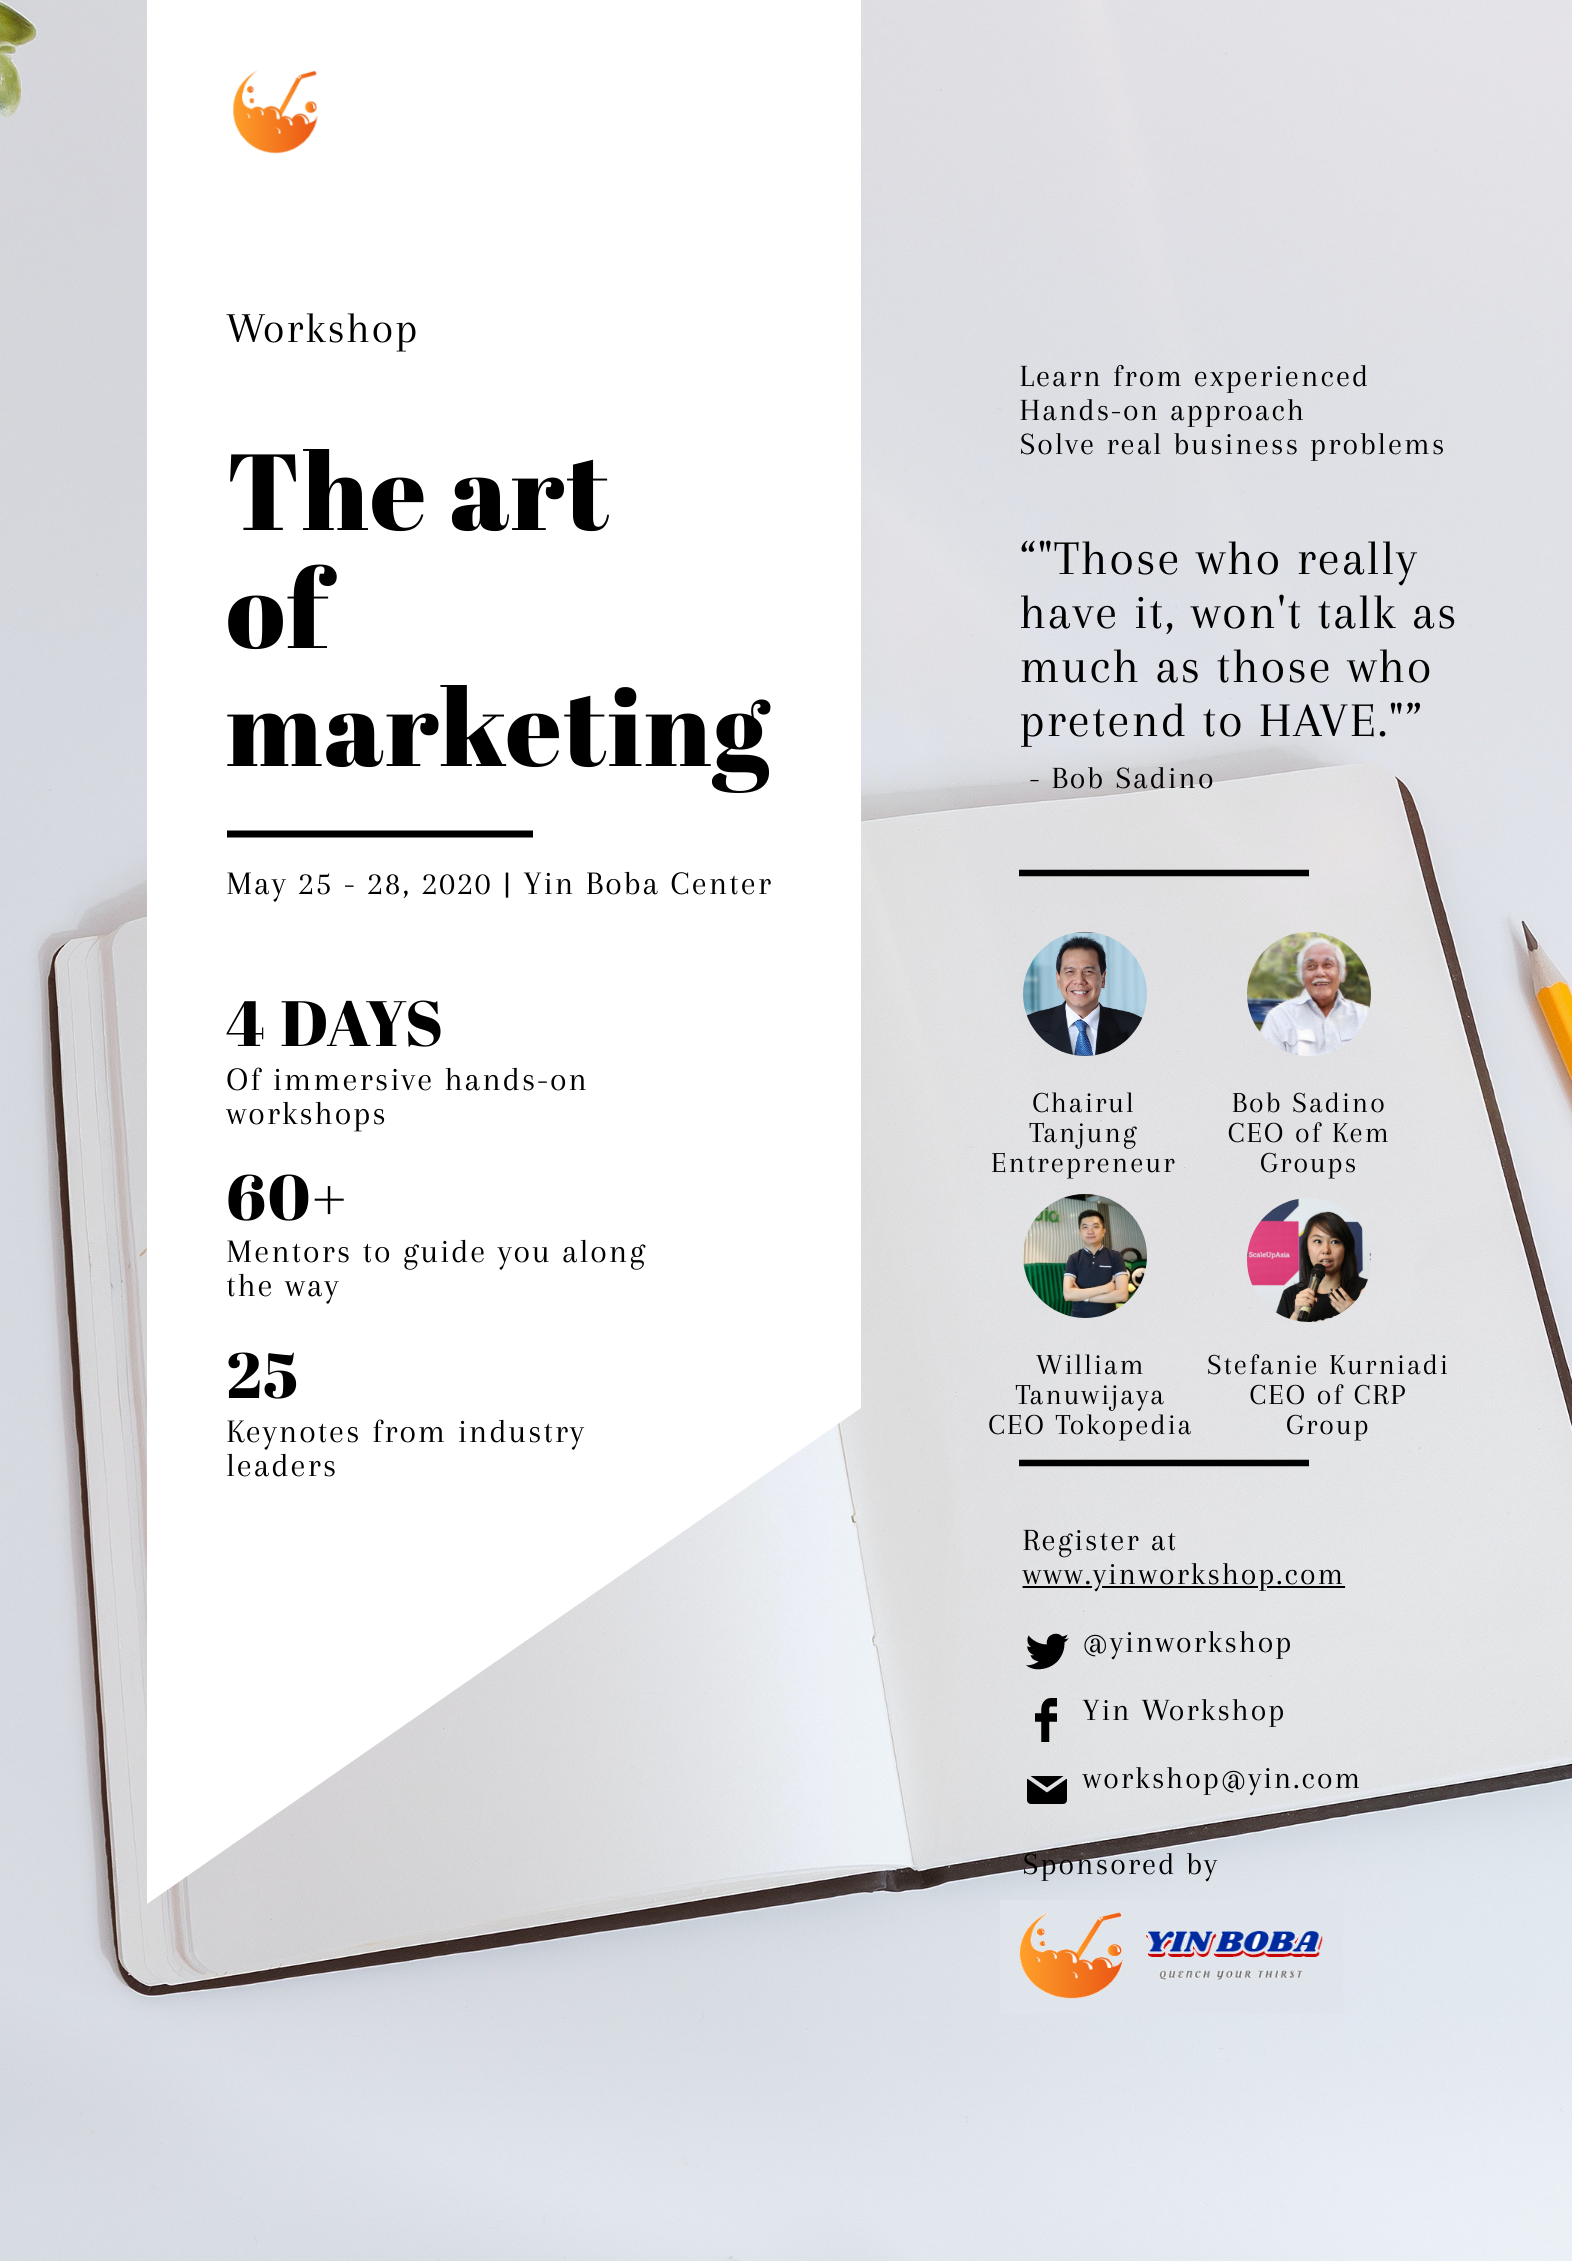 Workshop
The art
of
marketing
May 25 - 28, 2020 | Yin Boba Center
4 DAYS
Of immersive hands-on
workshops
60+
Mentors to guide you along
the way
25
Keynotes from industry
leaders
Learn from experienced
Hands-on approach
Solve real business problems
“"Those who really
have it, won't talk as
much as those who
pretend to HAVE."”
- Bob Sadino
Chairul
Tanjung
Entrepreneur
Bob Sadino
CEO of Kem
Groups
ScaleUpAsia
William
Tanuwijaya
CEO Tokopedia
Stefanie Kurniadi
CEO of CRP
Group
Register at
www.yinworkshop.com
@yinworkshop
Yin Workshop
workshop@yin.com
Sponsored by
YIN BOBA
QUENCH YOUR THIRST